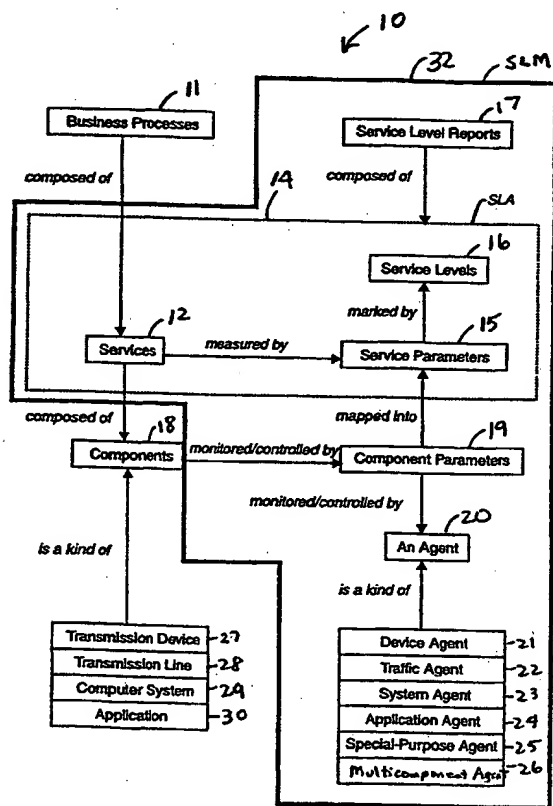 10
32
SLM
11
Business Processes
17
Service Level Reports
composed of
composed of
14
SLA
16
Service Levels
marked by
12
15
Services
measured by
Service Parameters
composed of
mapped into
18
19
Components
monitored/controlled by
Component Parameters
monitored/controlled by
20
An Agent
is a kind of
is a kind of
Transmission Device 27
Transmission Line 28
Computer System 29
Application 30
Device Agent 21
Traffic Agent 22
System Agent 23
Application Agent 24
Special-Purpose Agent 25
Multicomponent Agent 26